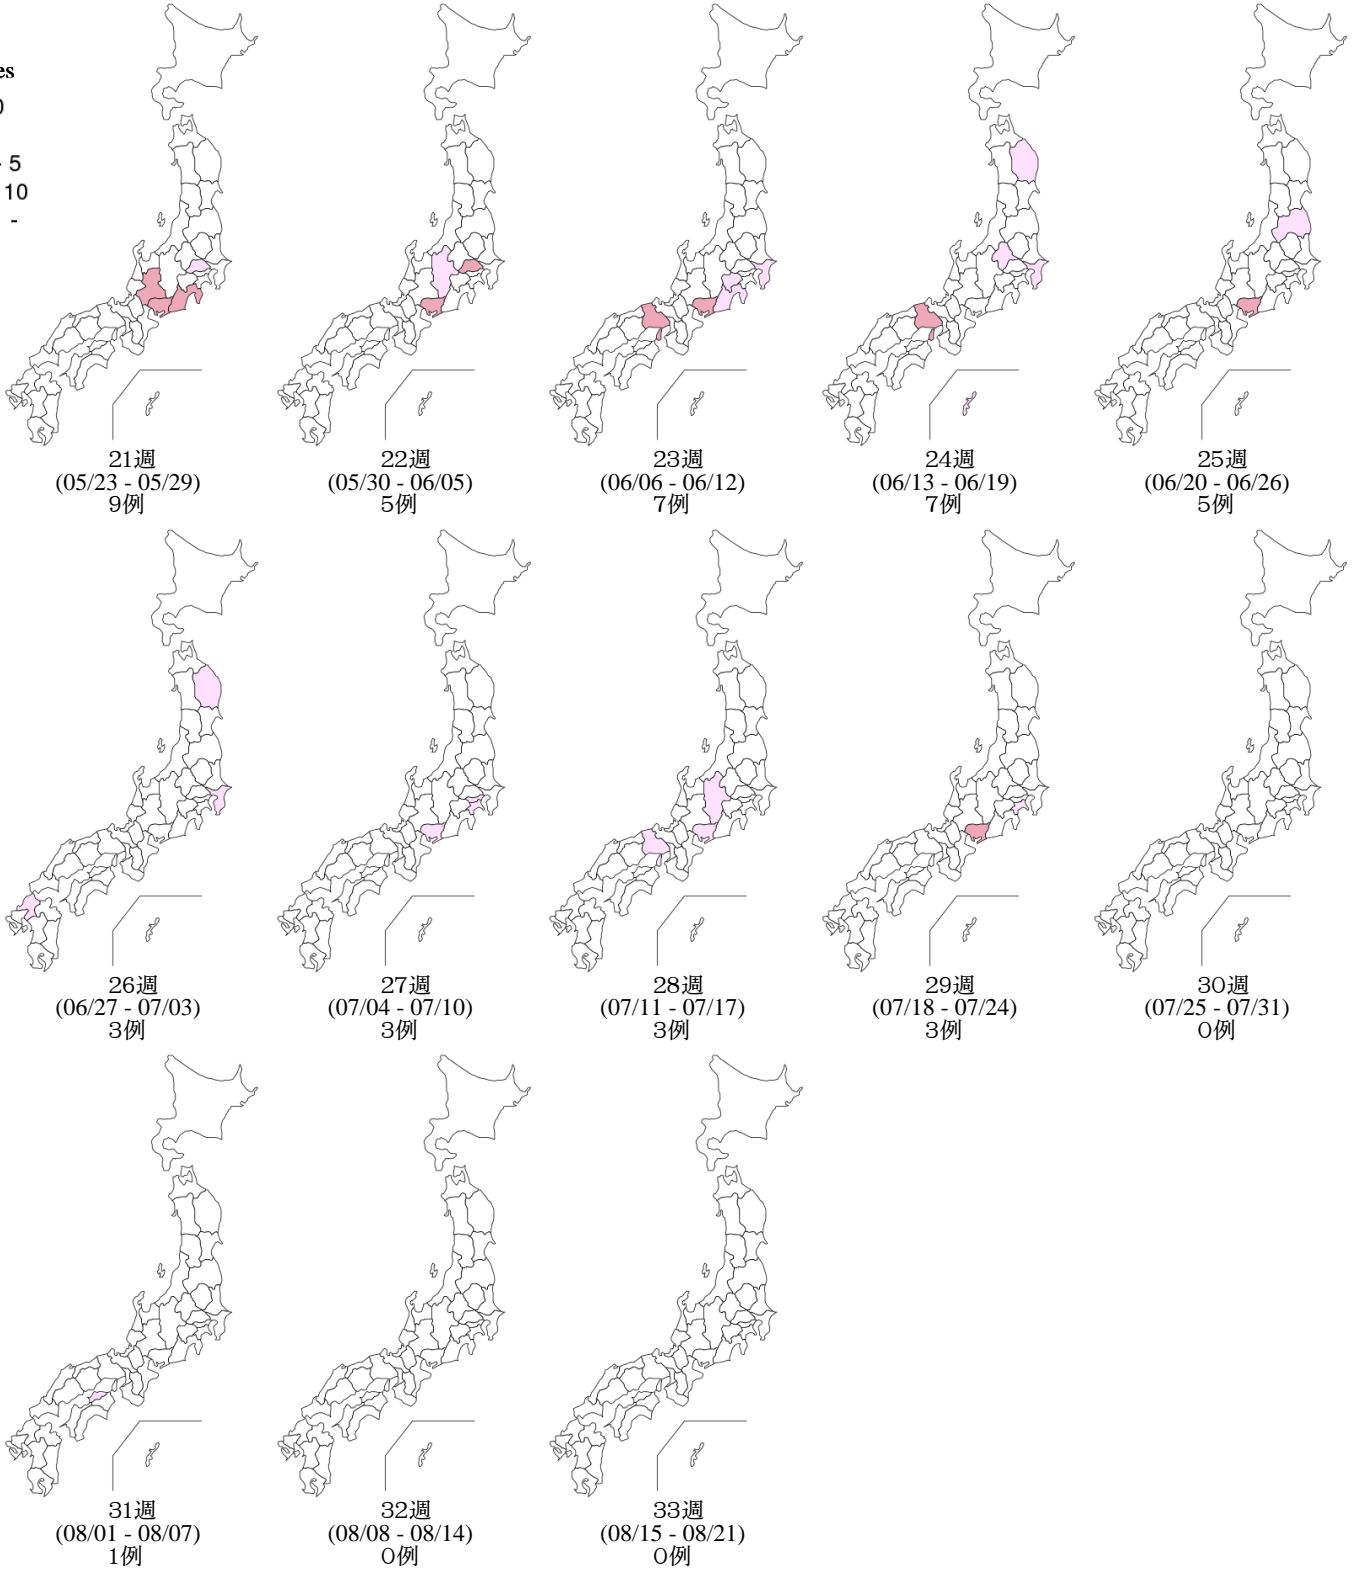 es
0
- 5
10
-
21週
(05/23 - 05/29)
9例
22週
(05/30 - 06/05)
5例
23週
(06/06 - 06/12)
7例
24週
(06/13 - 06/19)
7例
25週
(06/20 - 06/26)
5例
26週
(06/27 - 07/03)
3例
27週
(07/04 - 07/10)
3例
28週
(07/11 - 07/17)
3例
29週
(07/18 - 07/24)
3例
30週
(07/25 - 07/31)
0例
31週
(08/01 - 08/07)
1例
32週
(08/08 - 08/14)
0例
33週
(08/15 - 08/21)
0例